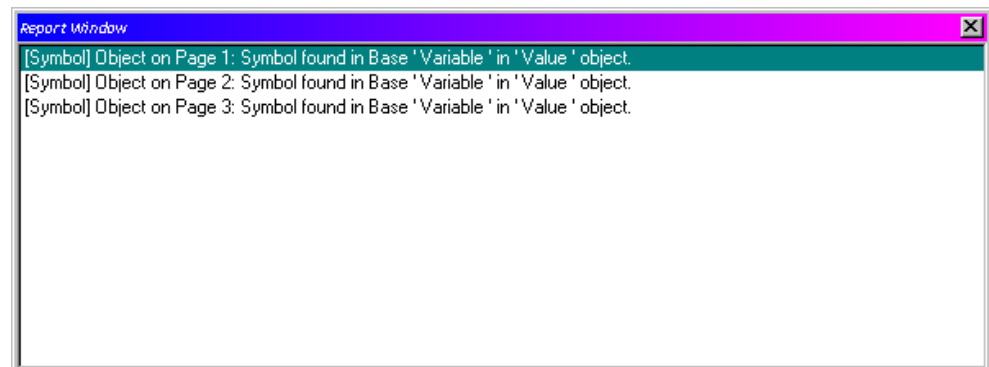 Report Window
[Symbol] Object on Page 1: Symbol found in Base ' Variable ' in ' Value ' object.
[Symbol] Object on Page 2: Symbol found in Base ' Variable ' in ' Value ' object.
[Symbol] Object on Page 3: Symbol found in Base ' Variable ' in ' Value ' object.